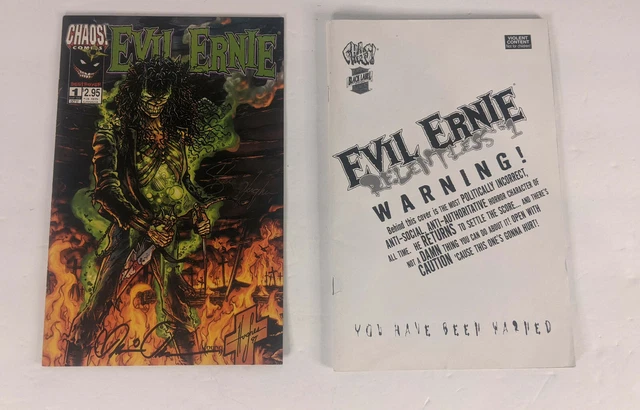 CHAOS!
COMICS
EVIL ERNIE
1
2.95
CHAOS!
BLACK LABEL
VIOLENT
CONTENT
EVIL ERNIE
RELENTLESS #1
WARNING!
Behind this cover is THE MOST POLITICALLY INCORRECT,
ANTI-SOCIAL, ANTI-AUTHORITATIVE HORROR CHARACTER OF
ALL TIME. HE RETURNS TO SETTLE THE SCORE... AND THERE'S
NOT A DAMN THING YOU CAN DO ABOUT IT! OPEN WITH
CAUTION 'CAUSE THIS ONE'S GONNA HURT!
YOU HAVE BEEN WARNED